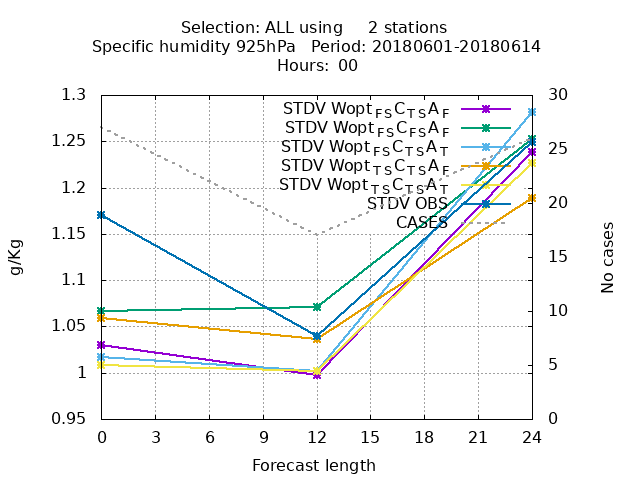 Selection: ALL using 2 stations
Specific humidity 925hPa Period: 20180601-20180614
Hours: 00
1.3
1.25
1.2
1.15
1.1
1.05
1
0.95
30
25
20
15
10
5
0
STDV Wopt FS C TS A F
STDV Wopt FS C FS A F
STDV Wopt FS C TS A T
STDV Wopt TS C TS A F
STDV Wopt TS C TS A T
STDV OBS
CASES
g/Kg
No cases
0 3 6 9 12 15 18 21 24
Forecast length